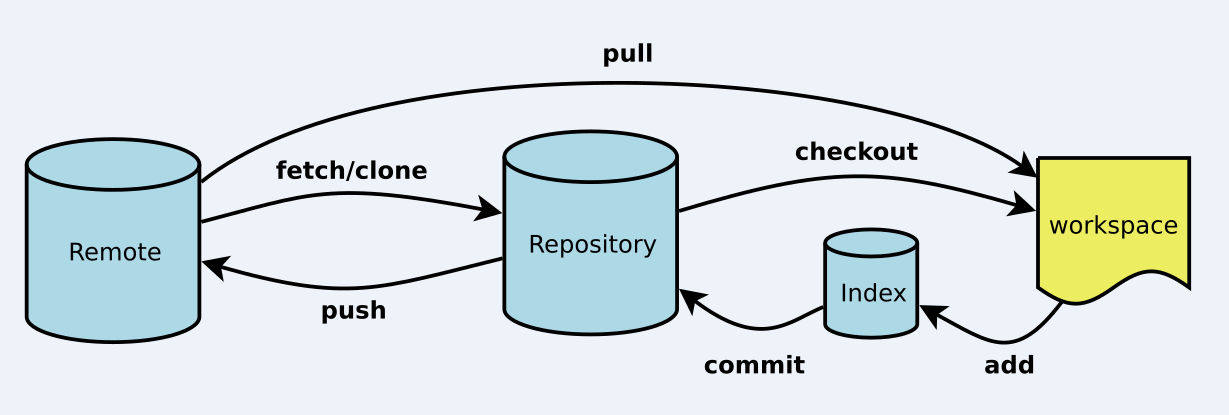 pull
fetch/clone
checkout
Remote
Repository
workspace
Index
push
commit
add